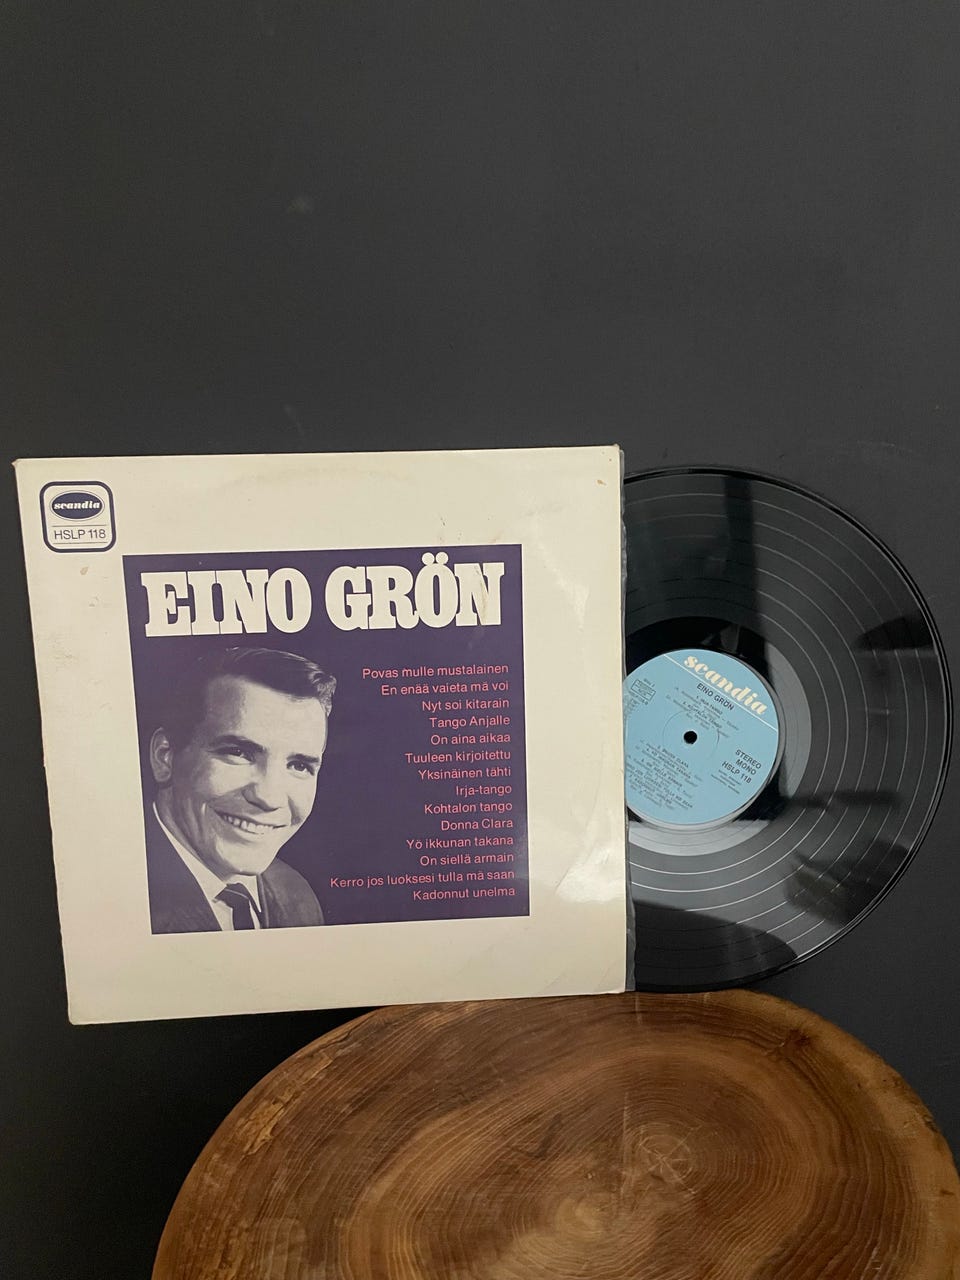 scandia
HSLP 118
EINO GRÖN
Povas mulle mustalainen
En enää vaieta mä voi
Nyt soi kitarain
Tango Anjalle
On aina aikaa
Tuuleen kirjoitettu
Yksinäinen tähti
Irja-tango
Kohtalon tango
Donna Clara
Yö ikkunan takana
On siellä armain
Kerro jos luoksesi tulla mä saan
Kadonnut unelma
scandia
EINO GRÖN
STEREO
MONO
HSLP 118